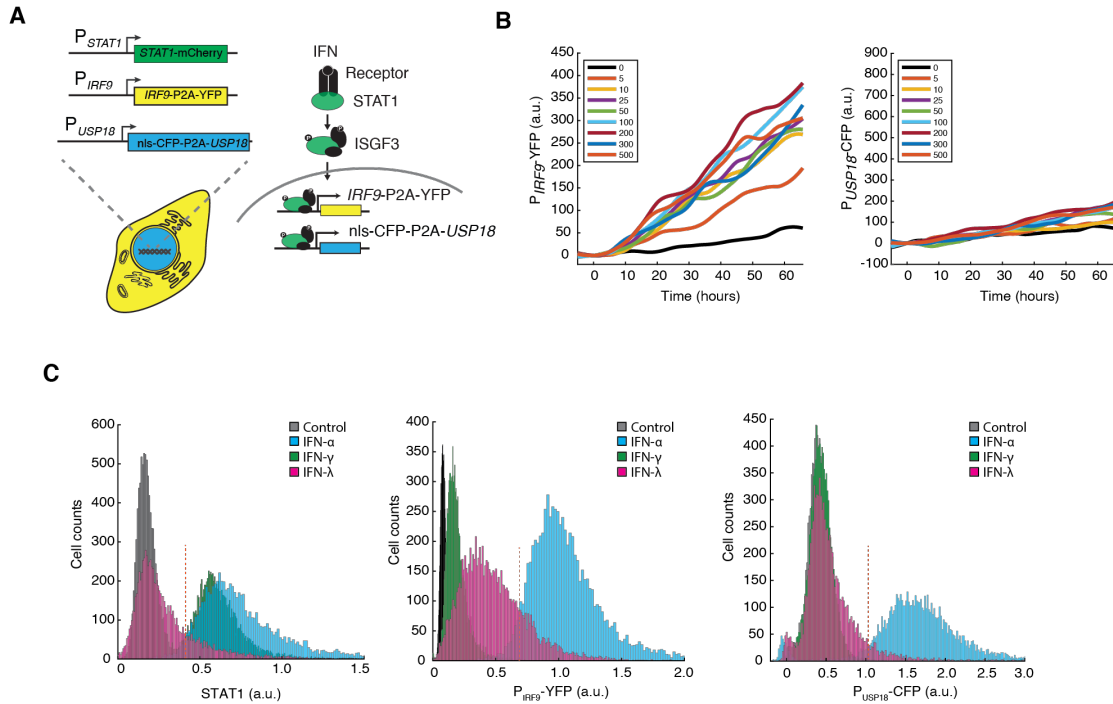 A
P_STAT1
STAT1-mCherry
P_IRF9
IRF9-P2A-YFP
P_USP18
nls-CFP-P2A-USP18
IFN
Receptor
STAT1
ISGF3
P
P
IRF9-P2A-YFP
P
P
nls-CFP-P2A-USP18
B
P_IRF9-YFP (a.u.)
450
400
350
300
250
200
150
100
50
0
0
5
10
25
50
100
200
300
500
0 10 20 30 40 50 60
Time (hours)
P_USP18-CFP (a.u.)
900
800
700
600
500
400
300
200
100
0
-100
0
5
10
25
50
100
200
300
500
0 10 20 30 40 50 60
Time (hours)
C
Cell counts
600
500
400
300
200
100
0
Control
IFN-α
IFN-γ
IFN-λ
0 0.5 1.0 1.5
STAT1 (a.u.)
Cell counts
400
350
300
250
200
150
100
50
0
Control
IFN-α
IFN-γ
IFN-λ
0 0.5 1.0 1.5 2.0
P_IRF9-YFP (a.u.)
Cell counts
450
400
350
300
250
200
150
100
50
0
Control
IFN-α
IFN-γ
IFN-λ
0 0.5 1.0 1.5 2.0 2.5 3.0
P_USP18-CFP (a.u.)